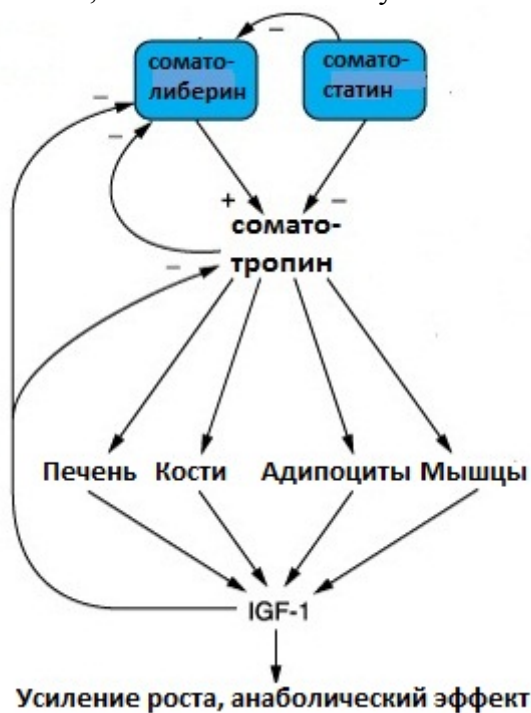 сомато-
либерин
сомато-
статин
–
–
–
+
–
сомато-
тропин
–
Печень Кости Адипоциты Мышцы
IGF-1
Усиление роста, анаболический эффект